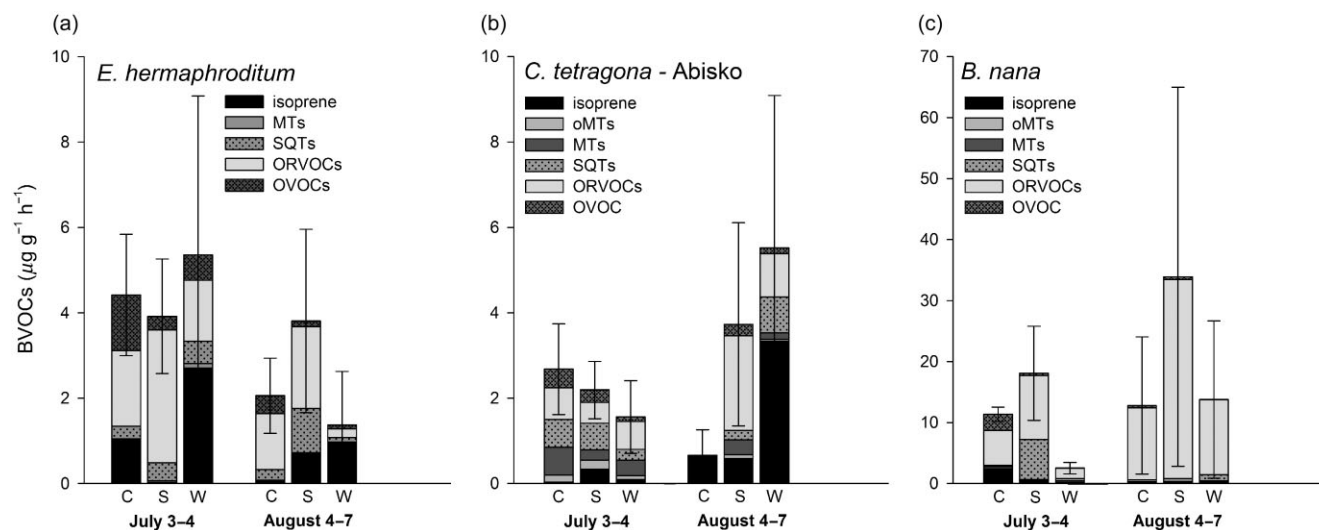 (a)
E. hermaphroditum
isoprene
MTs
SQTs
ORVOCs
OVOCs
BVOCs (µg g⁻¹ h⁻¹)
10
8
6
4
2
0
C S W C S W
July 3–4 August 4–7
(b)
C. tetragona - Abisko
isoprene
oMTs
MTs
SQTs
ORVOCs
OVOC
10
8
6
4
2
0
C S W C S W
July 3–4 August 4–7
(c)
B. nana
isoprene
oMTs
MTs
SQTs
ORVOCs
OVOC
70
60
50
40
30
20
10
0
C S W C S W
July 3–4 August 4–7